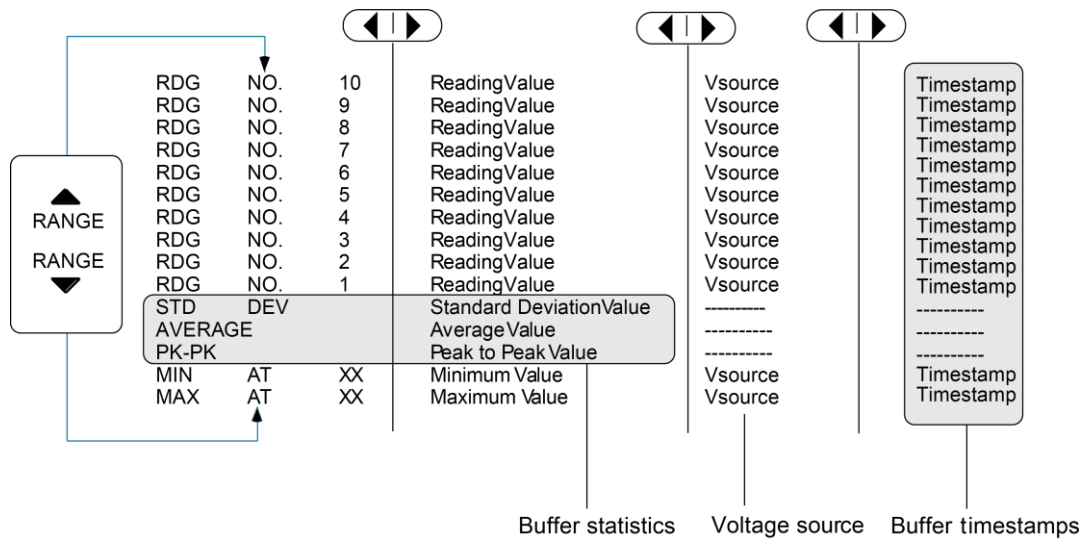 RDG NO. 10 ReadingValue Vsource Timestamp
RDG NO. 9 ReadingValue Vsource Timestamp
RDG NO. 8 ReadingValue Vsource Timestamp
RDG NO. 7 ReadingValue Vsource Timestamp
RDG NO. 6 ReadingValue Vsource Timestamp
RDG NO. 5 ReadingValue Vsource Timestamp
RDG NO. 4 ReadingValue Vsource Timestamp
RDG NO. 3 ReadingValue Vsource Timestamp
RDG NO. 2 ReadingValue Vsource Timestamp
RDG NO. 1 ReadingValue Vsource Timestamp
STD DEV Standard DeviationValue ---------- ----------
AVERAGE AverageValue ---------- ----------
PK-PK Peak to Peak Value ---------- ----------
MIN AT XX Minimum Value Vsource Timestamp
MAX AT XX Maximum Value Vsource Timestamp
RANGE
RANGE
Buffer statistics Voltage source Buffer timestamps